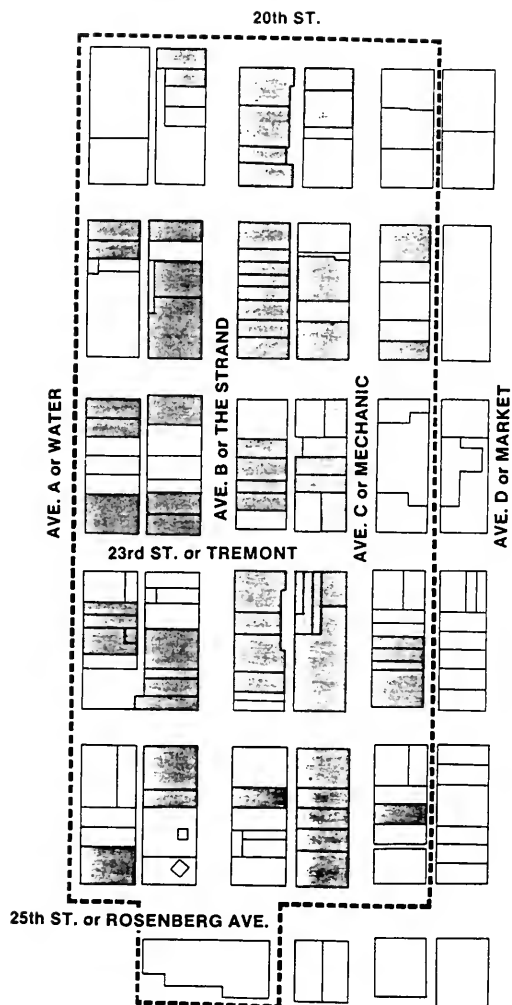 20th ST.
AVE. A or WATER
AVE. B or THE STRAND
AVE. C or MECHANIC
AVE. D or MARKET
23rd ST. or TREMONT
25th ST. or ROSENBERG AVE.